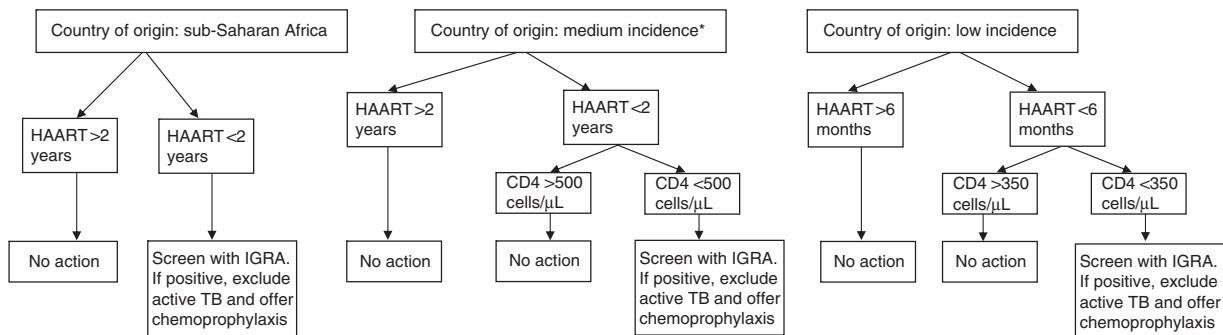 Country of origin: sub-Saharan Africa
HAART >2
years
HAART <2
years
No action
Screen with IGRA.
If positive, exclude
active TB and offer
chemoprophylaxis
Country of origin: medium incidence*
HAART >2
years
HAART <2
years
CD4 >500
cells/μL
CD4 <500
cells/μL
No action
No action
Screen with IGRA.
If positive, exclude
active TB and offer
chemoprophylaxis
Country of origin: low incidence
HAART >6
months
HAART <6
months
CD4 >350
cells/μL
CD4 <350
cells/μL
No action
No action
Screen with IGRA.
If positive, exclude
active TB and offer
chemoprophylaxis